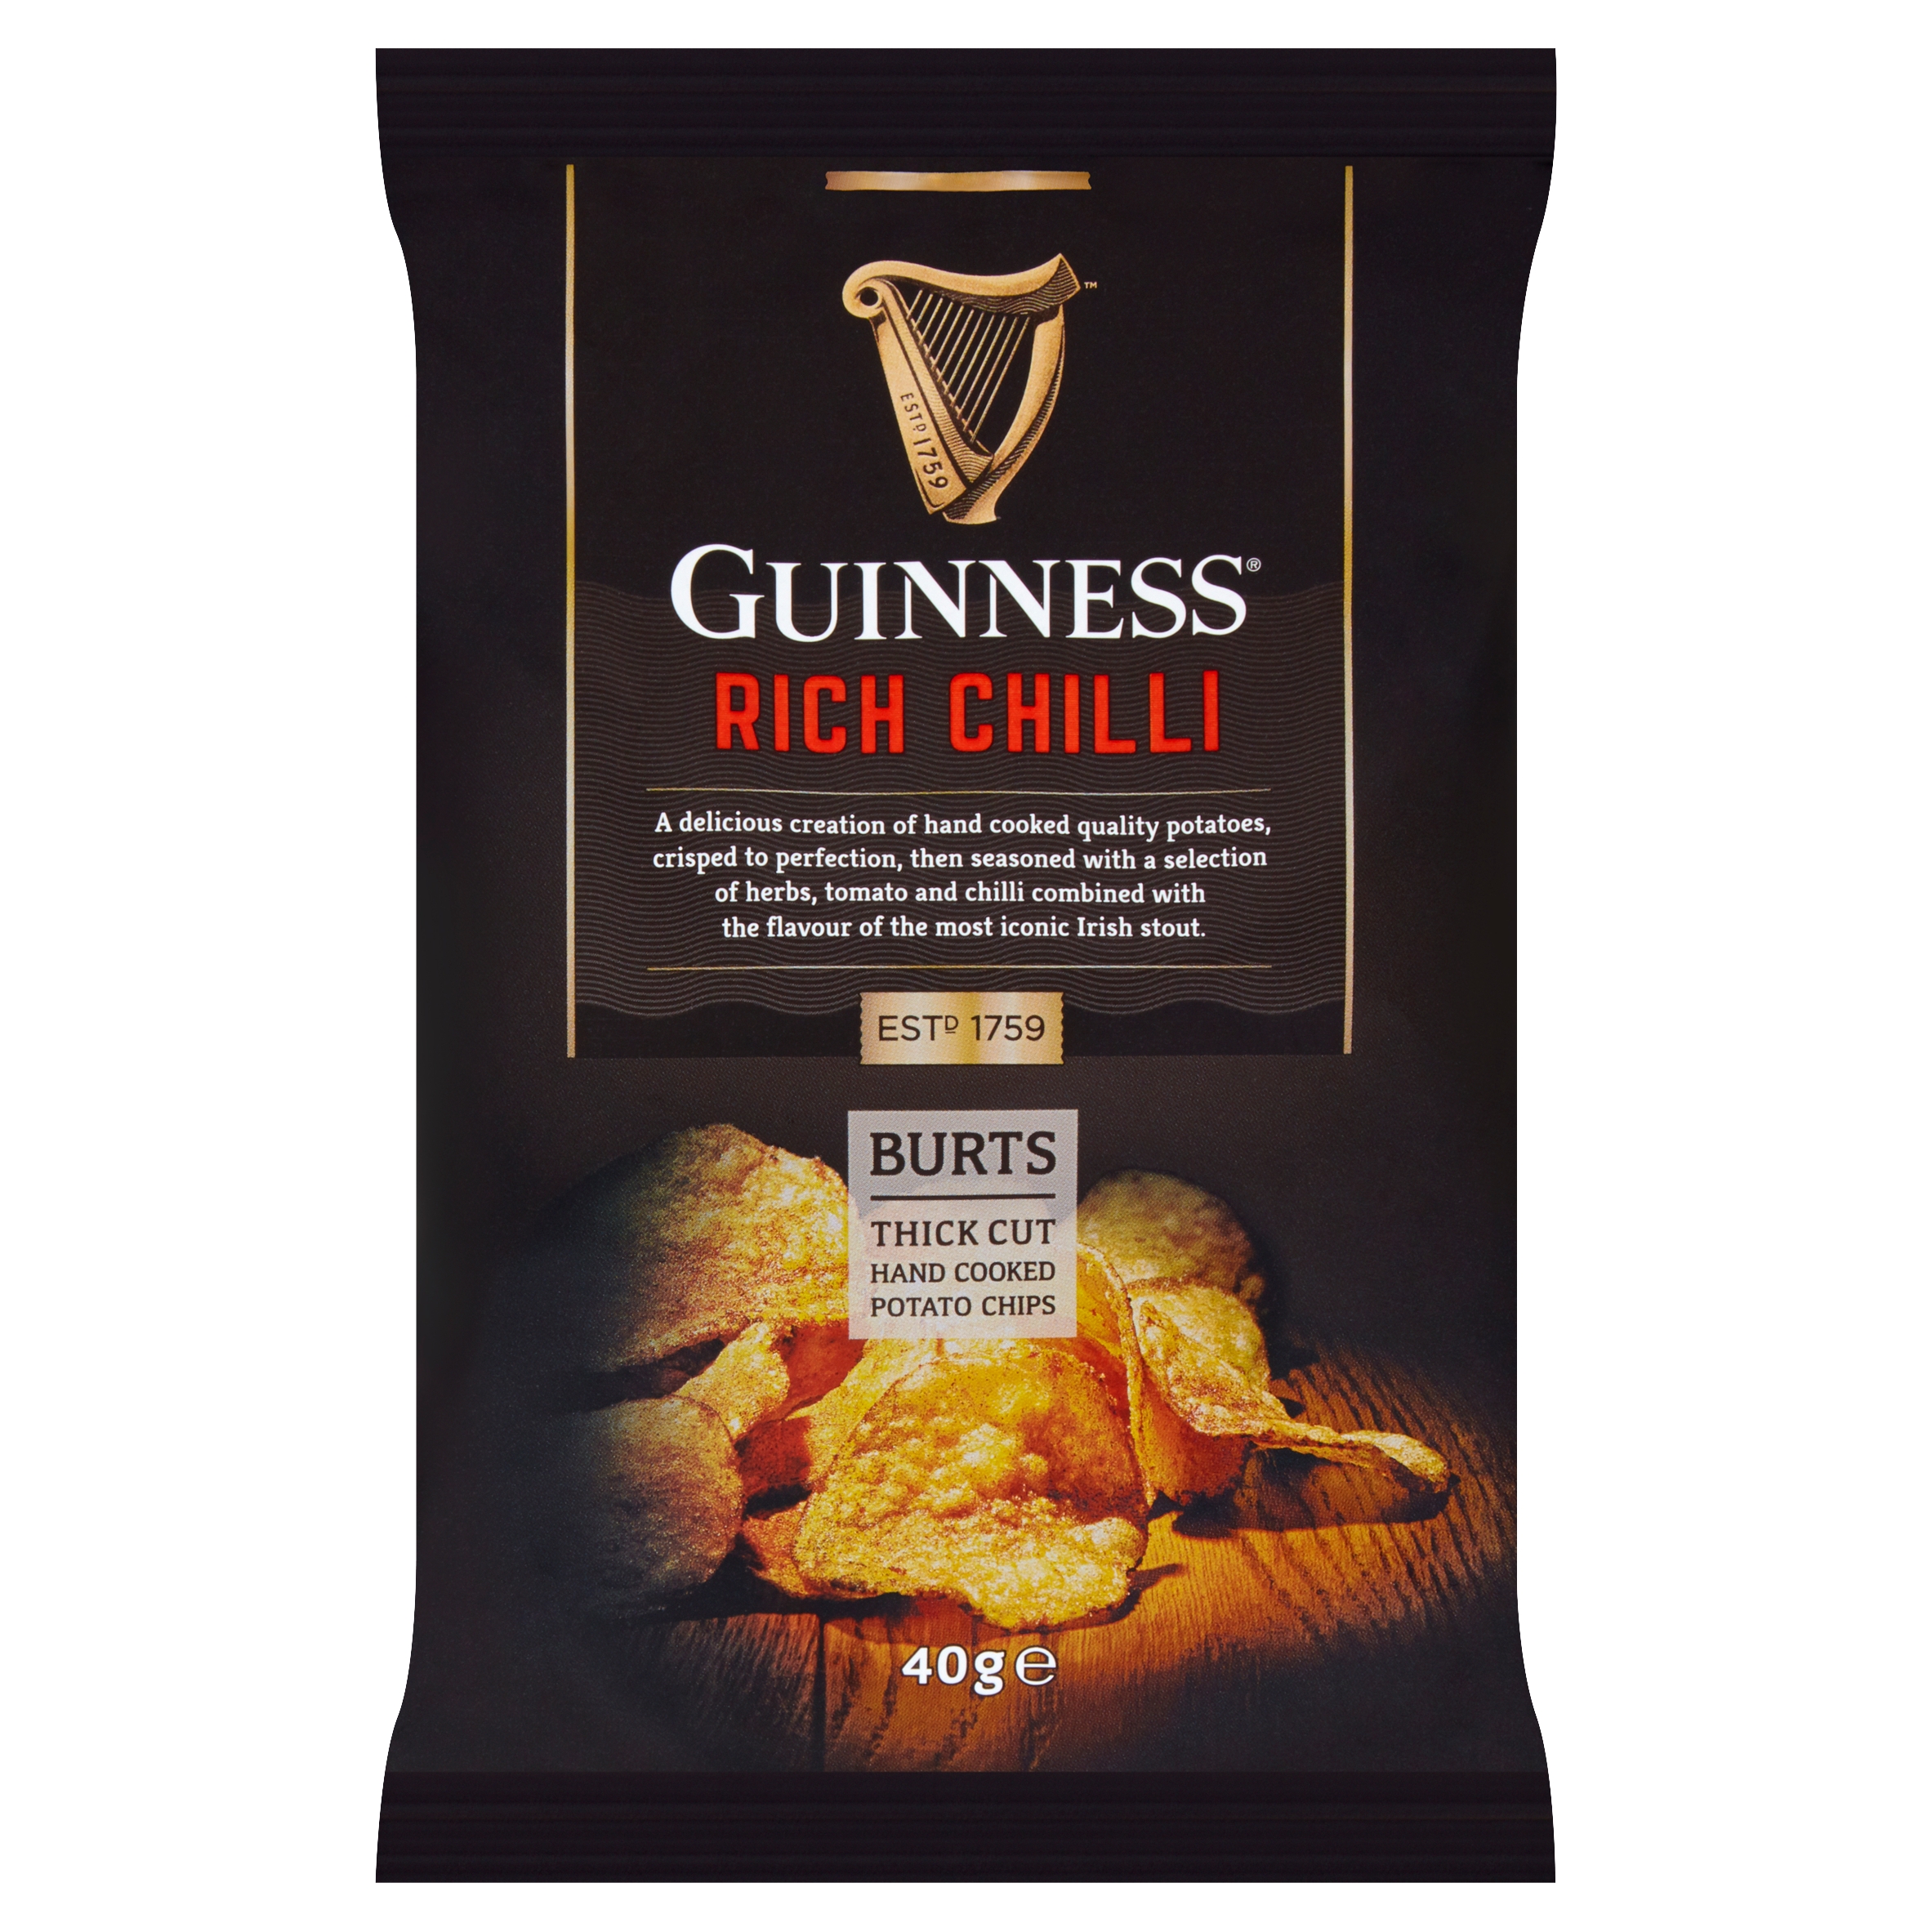 ™
ESTD 1759
GUINNESS®
RICH CHILLI
A delicious creation of hand cooked quality potatoes,
crisped to perfection, then seasoned with a selection
of herbs, tomato and chilli combined with
the flavour of the most iconic Irish stout.
ESTD 1759
BURTS
THICK CUT
HAND COOKED
POTATO CHIPS
40g ℮